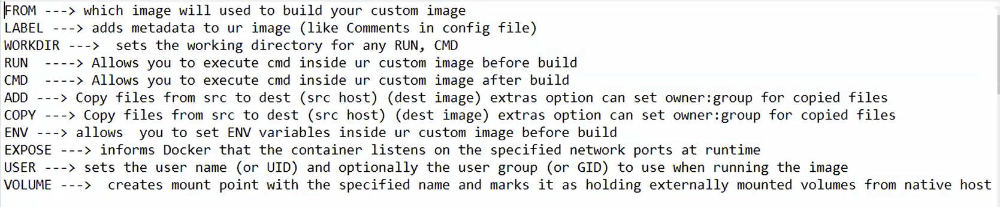 FROM ---> which image will used to build your custom image
LABEL ---> adds metadata to ur image (like Comments in config file)
WORKDIR --->  sets the working directory for any RUN, CMD
RUN  ----> Allows you to execute cmd inside ur custom image before build
CMD  ----> Allows you to execute cmd inside ur custom image after build
ADD ---> Copy files from src to dest (src host) (dest image) extras option can set owner:group for copied files
COPY ---> Copy files from src to dest (src host) (dest image) extras option can set owner:group for copied files
ENV ---> allows  you to set ENV variables inside ur custom image before build
EXPOSE ---> informs Docker that the container listens on the specified network ports at runtime
USER ---> sets the user name (or UID) and optionally the user group (or GID) to use when running the image
VOLUME --->  creates mount point with the specified name and marks it as holding externally mounted volumes from native host